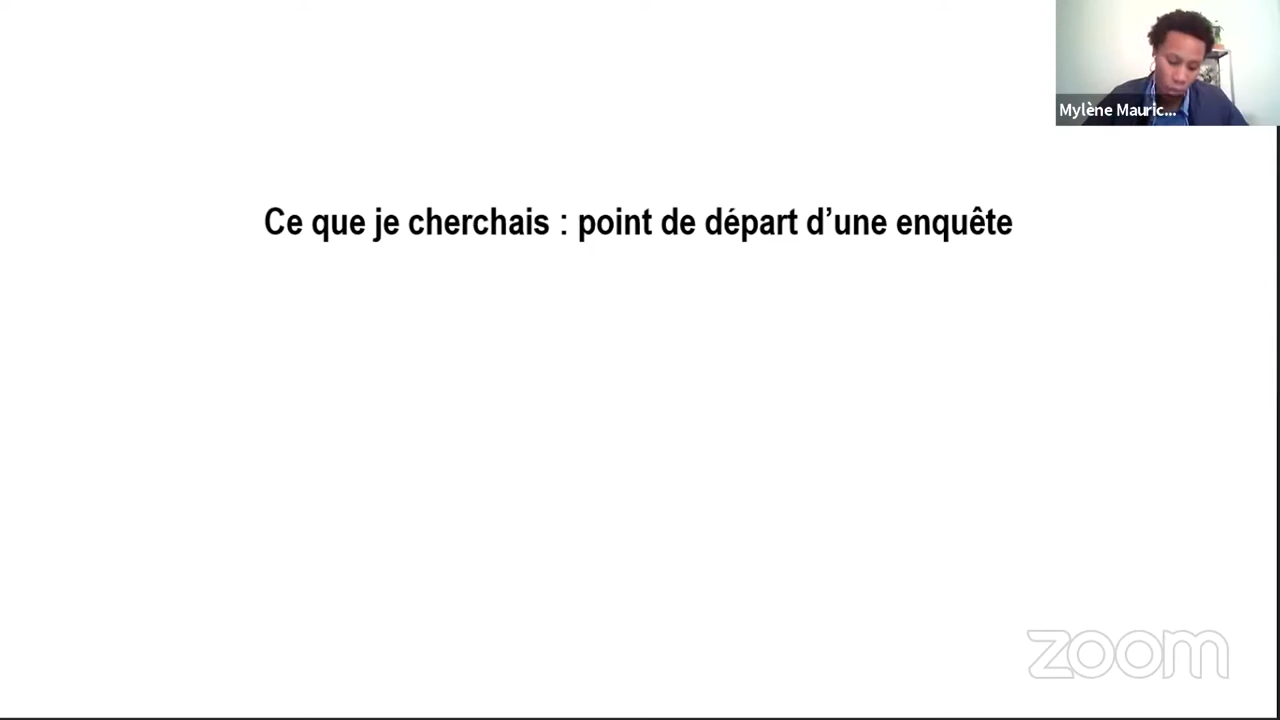 Mylène Mauric...
Ce que je cherchais : point de départ d’une enquête
zoom